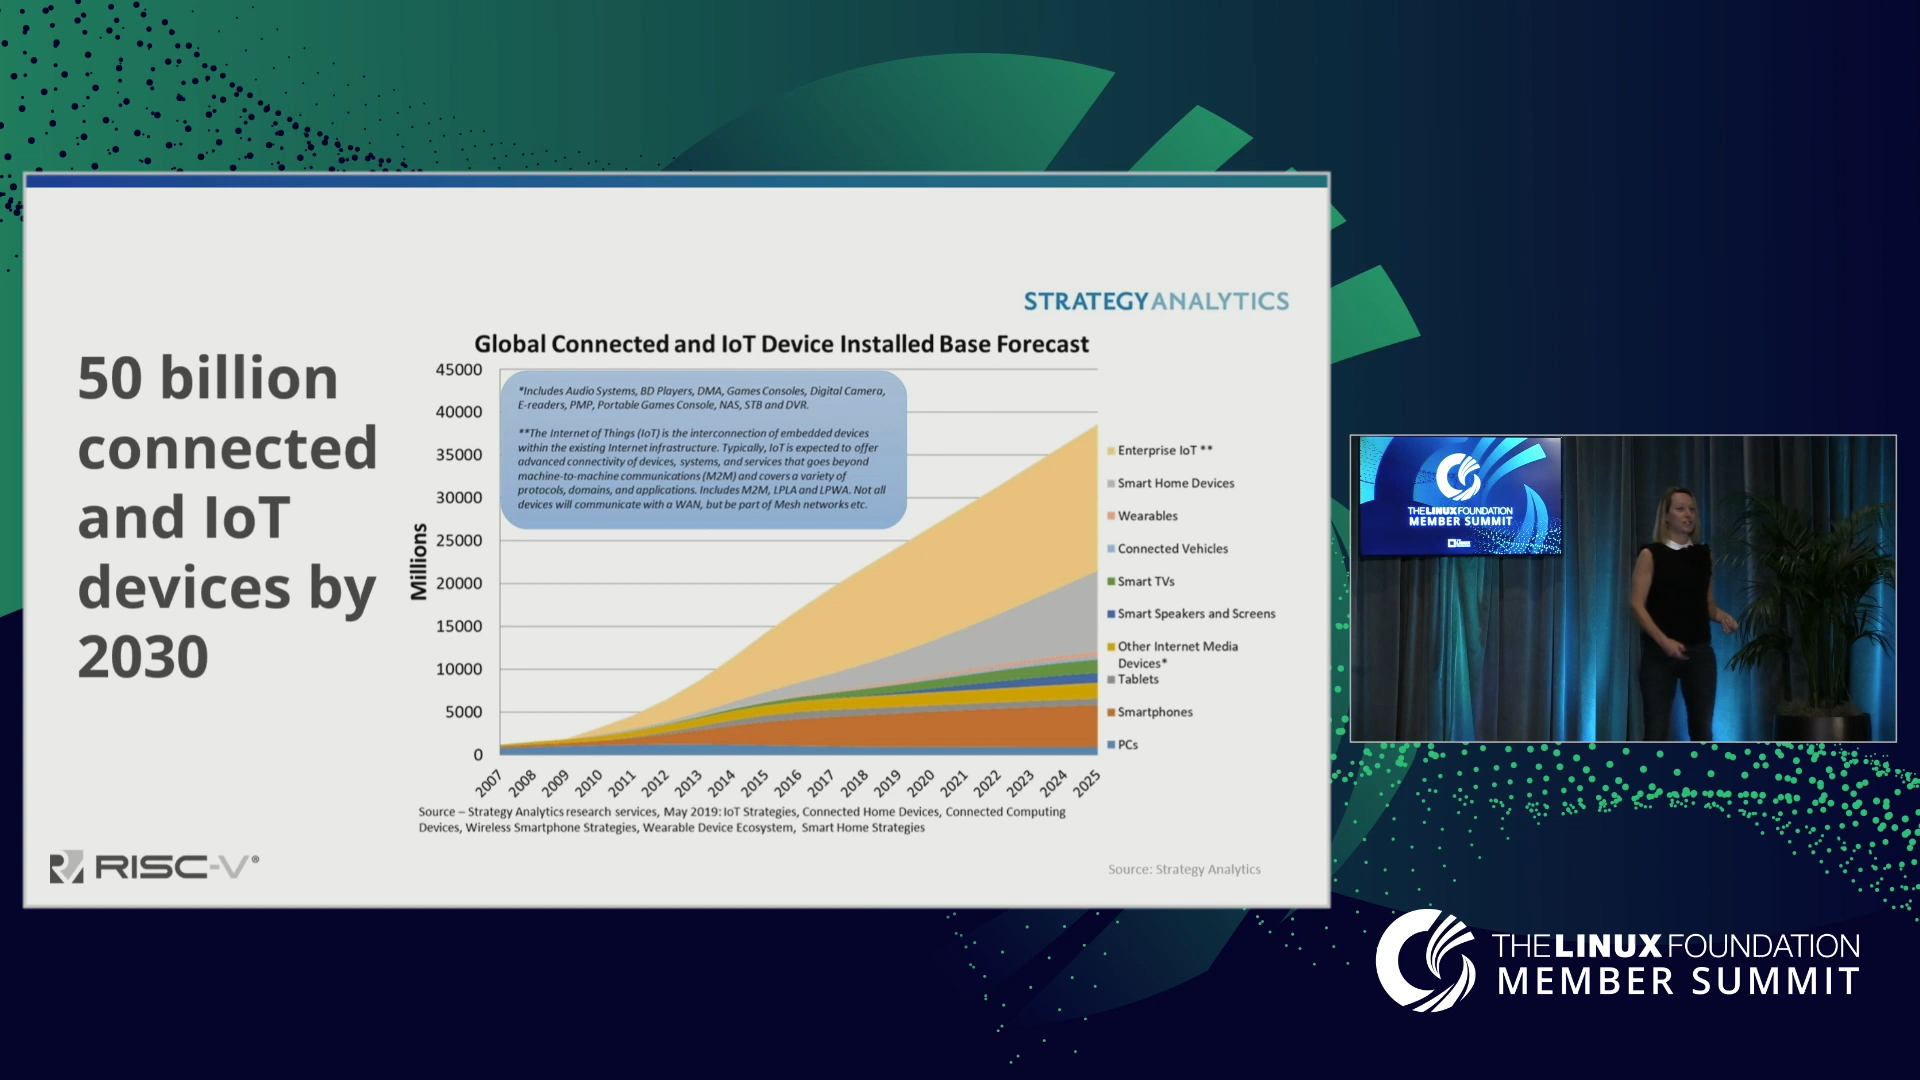 STRATEGYANALYTICS
50 billion
connected
and IoT
devices by
2030
Global Connected and IoT Device Installed Base Forecast
Millions
45000
40000
35000
30000
25000
20000
15000
10000
5000
0
*Includes Audio Systems, BD Players, DMA, Games Consoles, Digital Camera,
E-readers, PMP, Portable Games Console, NAS, STB and DVR.
**The Internet of Things (IoT) is the interconnection of embedded devices
within the existing Internet infrastructure. Typically, IoT is expected to offer
advanced connectivity of devices, systems, and services that goes beyond
machine-to-machine communications (M2M) and covers a variety of
protocols, domains, and applications. Includes M2M, LPLA and LPWA. Not all
devices will communicate with a WAN, but be part of Mesh networks etc.
Enterprise IoT **
Smart Home Devices
Wearables
Connected Vehicles
Smart TVs
Smart Speakers and Screens
Other Internet Media
Devices*
Tablets
Smartphones
PCs
2007 2008 2009 2010 2011 2012 2013 2014 2015 2016 2017 2018 2019 2020 2021 2022 2023 2024 2025
Source – Strategy Analytics research services, May 2019: IoT Strategies, Connected Home Devices, Connected Computing
Devices, Wireless Smartphone Strategies, Wearable Device Ecosystem, Smart Home Strategies
RISC-V®
Source: Strategy Analytics
THE LINUX FOUNDATION
MEMBER SUMMIT
THE LINUX FOUNDATION
MEMBER SUMMIT